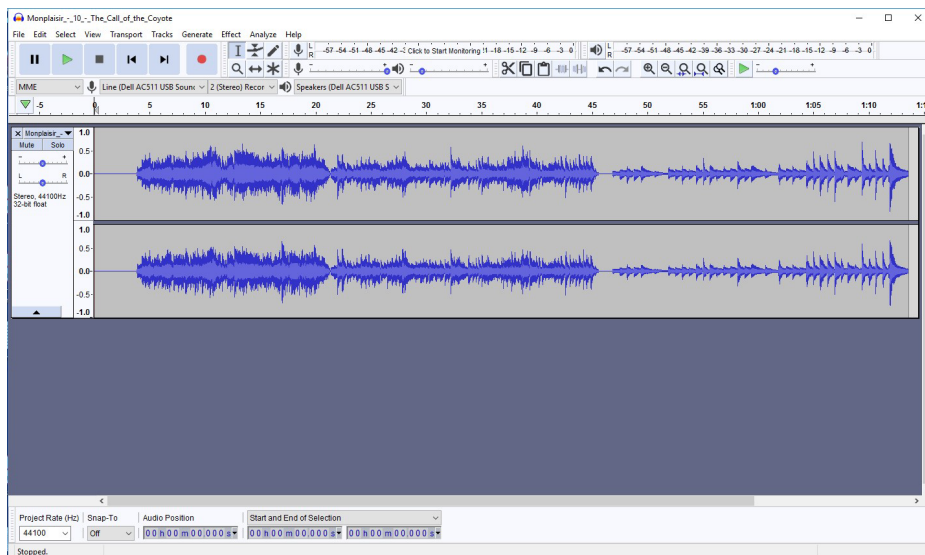 Monplaisir_-_10_-_The_Call_of_the_Coyote
File Edit Select View Transport Tracks Generate Effect Analyze Help
L R -57 -54 -51 -48 -45 -42 -3 Click to Start Monitoring !1 -18 -15 -12 -9 -6 -3 0 L R -57 -54 -51 -48 -45 -42 -39 -36 -33 -30 -27 -24 -21 -18 -15 -12 -9 -6 -3 0
MME Line (Dell AC511 USB Soun 2 (Stereo) Recor Speakers (Dell AC511 USB S
-5 0 5 10 15 20 25 30 35 40 45 50 55 1:00 1:05 1:10 1:1
Monplaisir_- 1.0
Mute Solo 0.5
- + 0.0
L R -0.5
Stereo, 44100Hz
32-bit float -1.0
1.0
0.5
0.0
-0.5
-1.0
Project Rate (Hz) Snap-To Audio Position Start and End of Selection
44100 Off 00 h 00 m 00.000 s 00 h 00 m 00.000 s 00 h 00 m 00.000 s
Stopped.